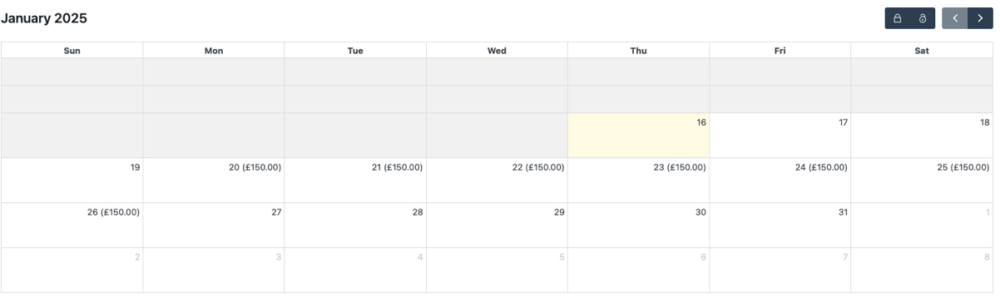 January 2025
Sun Mon Tue Wed Thu Fri Sat
16 17 18
19 20 (£150.00) 21 (£150.00) 22 (£150.00) 23 (£150.00) 24 (£150.00) 25 (£150.00)
26 (£150.00) 27 28 29 30 31 1
2 3 4 5 6 7 8